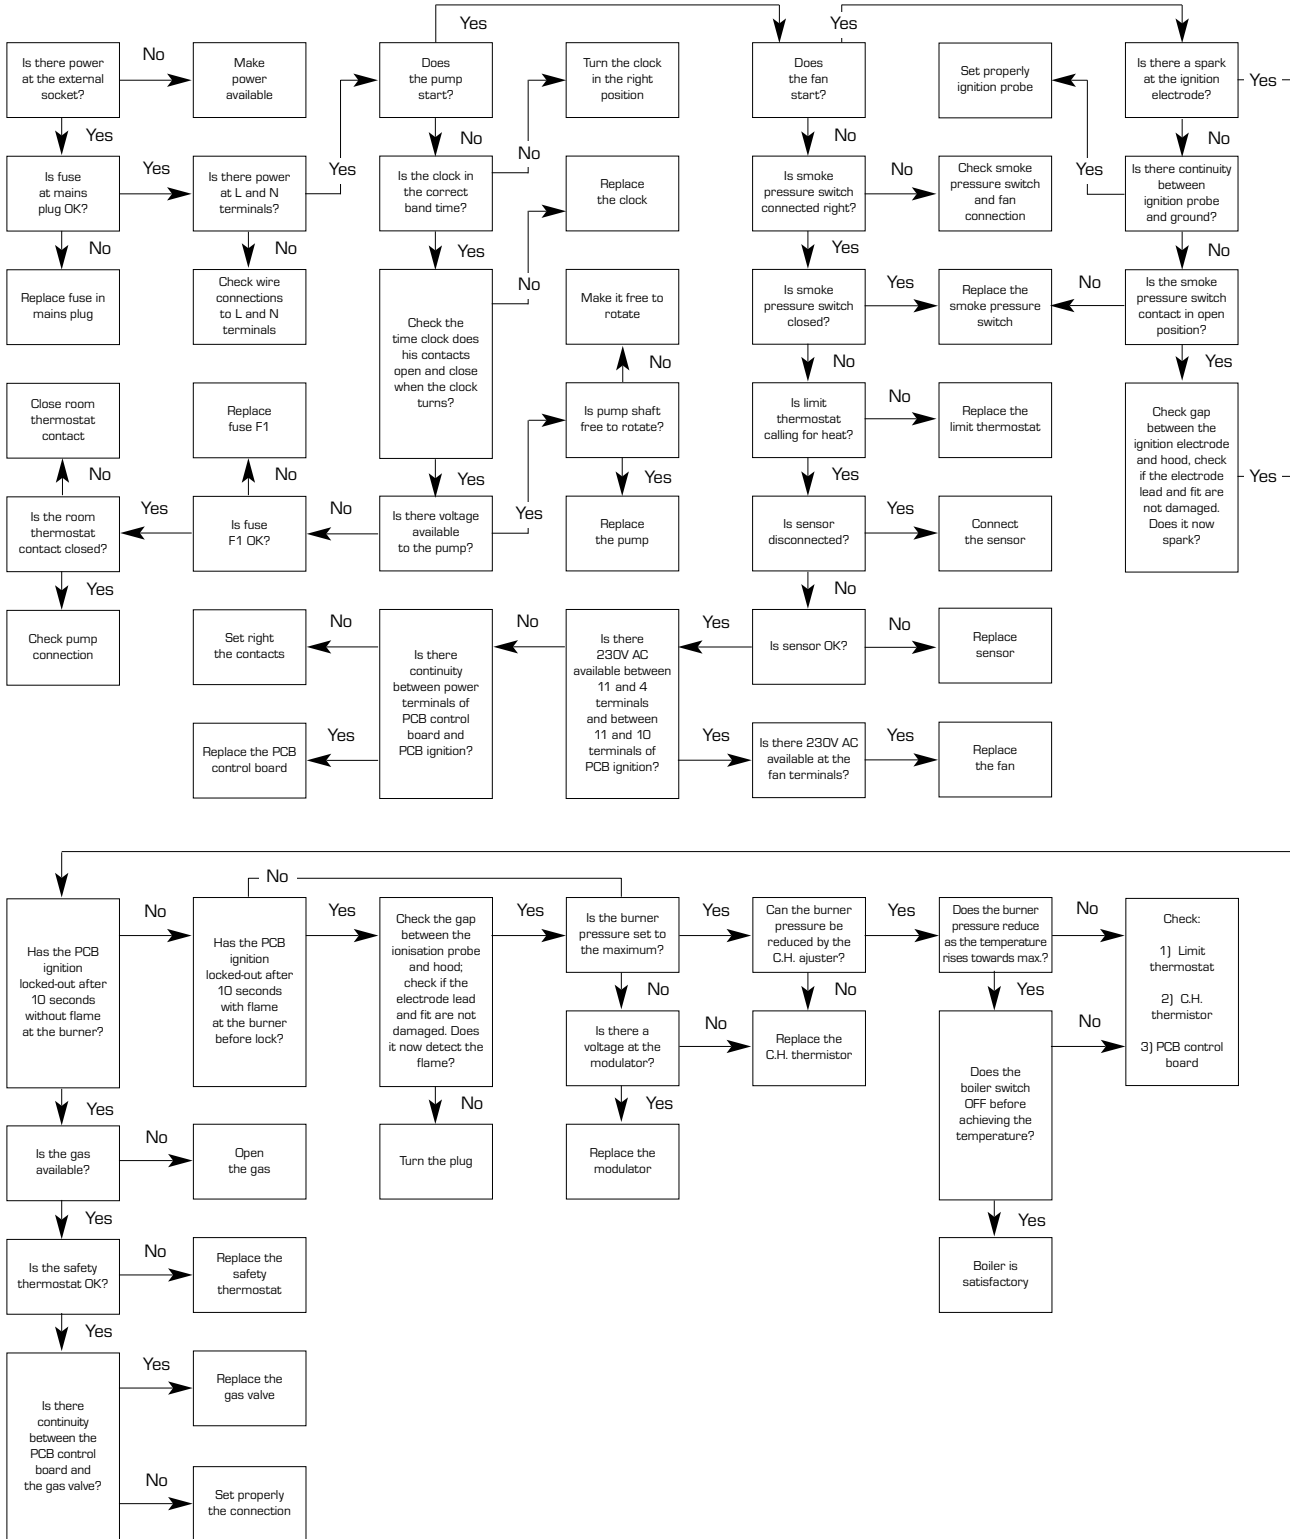 Yes
Yes
Is there power
at the external
socket?
No
Make
power
available
Does
the pump
start?
Turn the clock
in the right
position
Does
the fan
start?
Set properly
ignition probe
Is there a spark
at the ignition
electrode?
Yes
Yes
No
No
No
Is fuse
at mains
plug OK?
Yes
Is there power
at L and N
terminals?
Yes
Is the clock in
the correct
band time?
No
Replace
the clock
Is smoke
pressure switch
connected right?
No
Check smoke
pressure switch
and fan
connection
Yes
Is there continuity
between
ignition probe
and ground?
No
No
Yes
Yes
No
Replace fuse in
mains plug
Check wire
connections
to L and N
terminals
Check the
time clock does
his contacts
open and close
when the clock
turns?
No
Make it free to
rotate
Is smoke
pressure switch
closed?
Yes
Replace the
smoke pressure
switch
No
Is the smoke
pressure switch
contact in open
position?
No
No
Yes
Close room
thermostat
contact
Replace
fuse F1
Is pump shaft
free to rotate?
Is limit
thermostat
calling for heat?
No
Replace the
limit thermostat
Check gap
between the
ignition electrode
and hood, check
if the electrode
lead and fit are
not damaged.
Does it now
spark?
Yes
No
No
Yes
Yes
Yes
Is the room
thermostat
contact closed?
Yes
Is fuse
F1 OK?
No
Is there voltage
available
to the pump?
Yes
Replace
the pump
Is sensor
disconnected?
Yes
Connect
the sensor
Yes
No
Check pump
connection
Set right
the contacts
No
Is there
continuity
between power
terminals of
PCB control
board and
PCB ignition?
No
Is there
230V AC
available between
11 and 4
terminals
and between
11 and 10
terminals of
PCB ignition?
Yes
Is sensor OK?
No
Replace
sensor
Replace the PCB
control board
Yes
Yes
Is there 230V AC
available at the
fan terminals?
Yes
Replace
the fan
No
Has the PCB
ignition
locked-out after
10 seconds
without flame
at the burner?
No
Has the PCB
ignition
locked-out after
10 seconds
with flame
at the burner
before lock?
Yes
Check the gap
between the
ionisation probe
and hood;
check if the
electrode lead
and fit are not
damaged. Does
it now detect the
flame?
Yes
Is the burner
pressure set to
the maximum?
Yes
Can the burner
pressure be
reduced by the
C.H. ajuster?
Yes
Does the burner
pressure reduce
as the temperature
rises towards max.?
No
Check:
1) Limit
thermostat
2) C.H.
thermistor
3) PCB control
board
No
No
Yes
Is there a
voltage at the
modulator?
No
Replace the
C.H. thermistor
Does the
boiler switch
OFF before
achieving the
temperature?
No
Yes
No
Yes
Is the gas
available?
No
Open
the gas
Turn the plug
Replace the
modulator
Yes
Yes
Is the safety
thermostat OK?
No
Replace the
safety
thermostat
Boiler is
satisfactory
Yes
Is there
continuity
between the
PCB control
board and
the gas valve?
Yes
Replace the
gas valve
No
Set properly
the connection